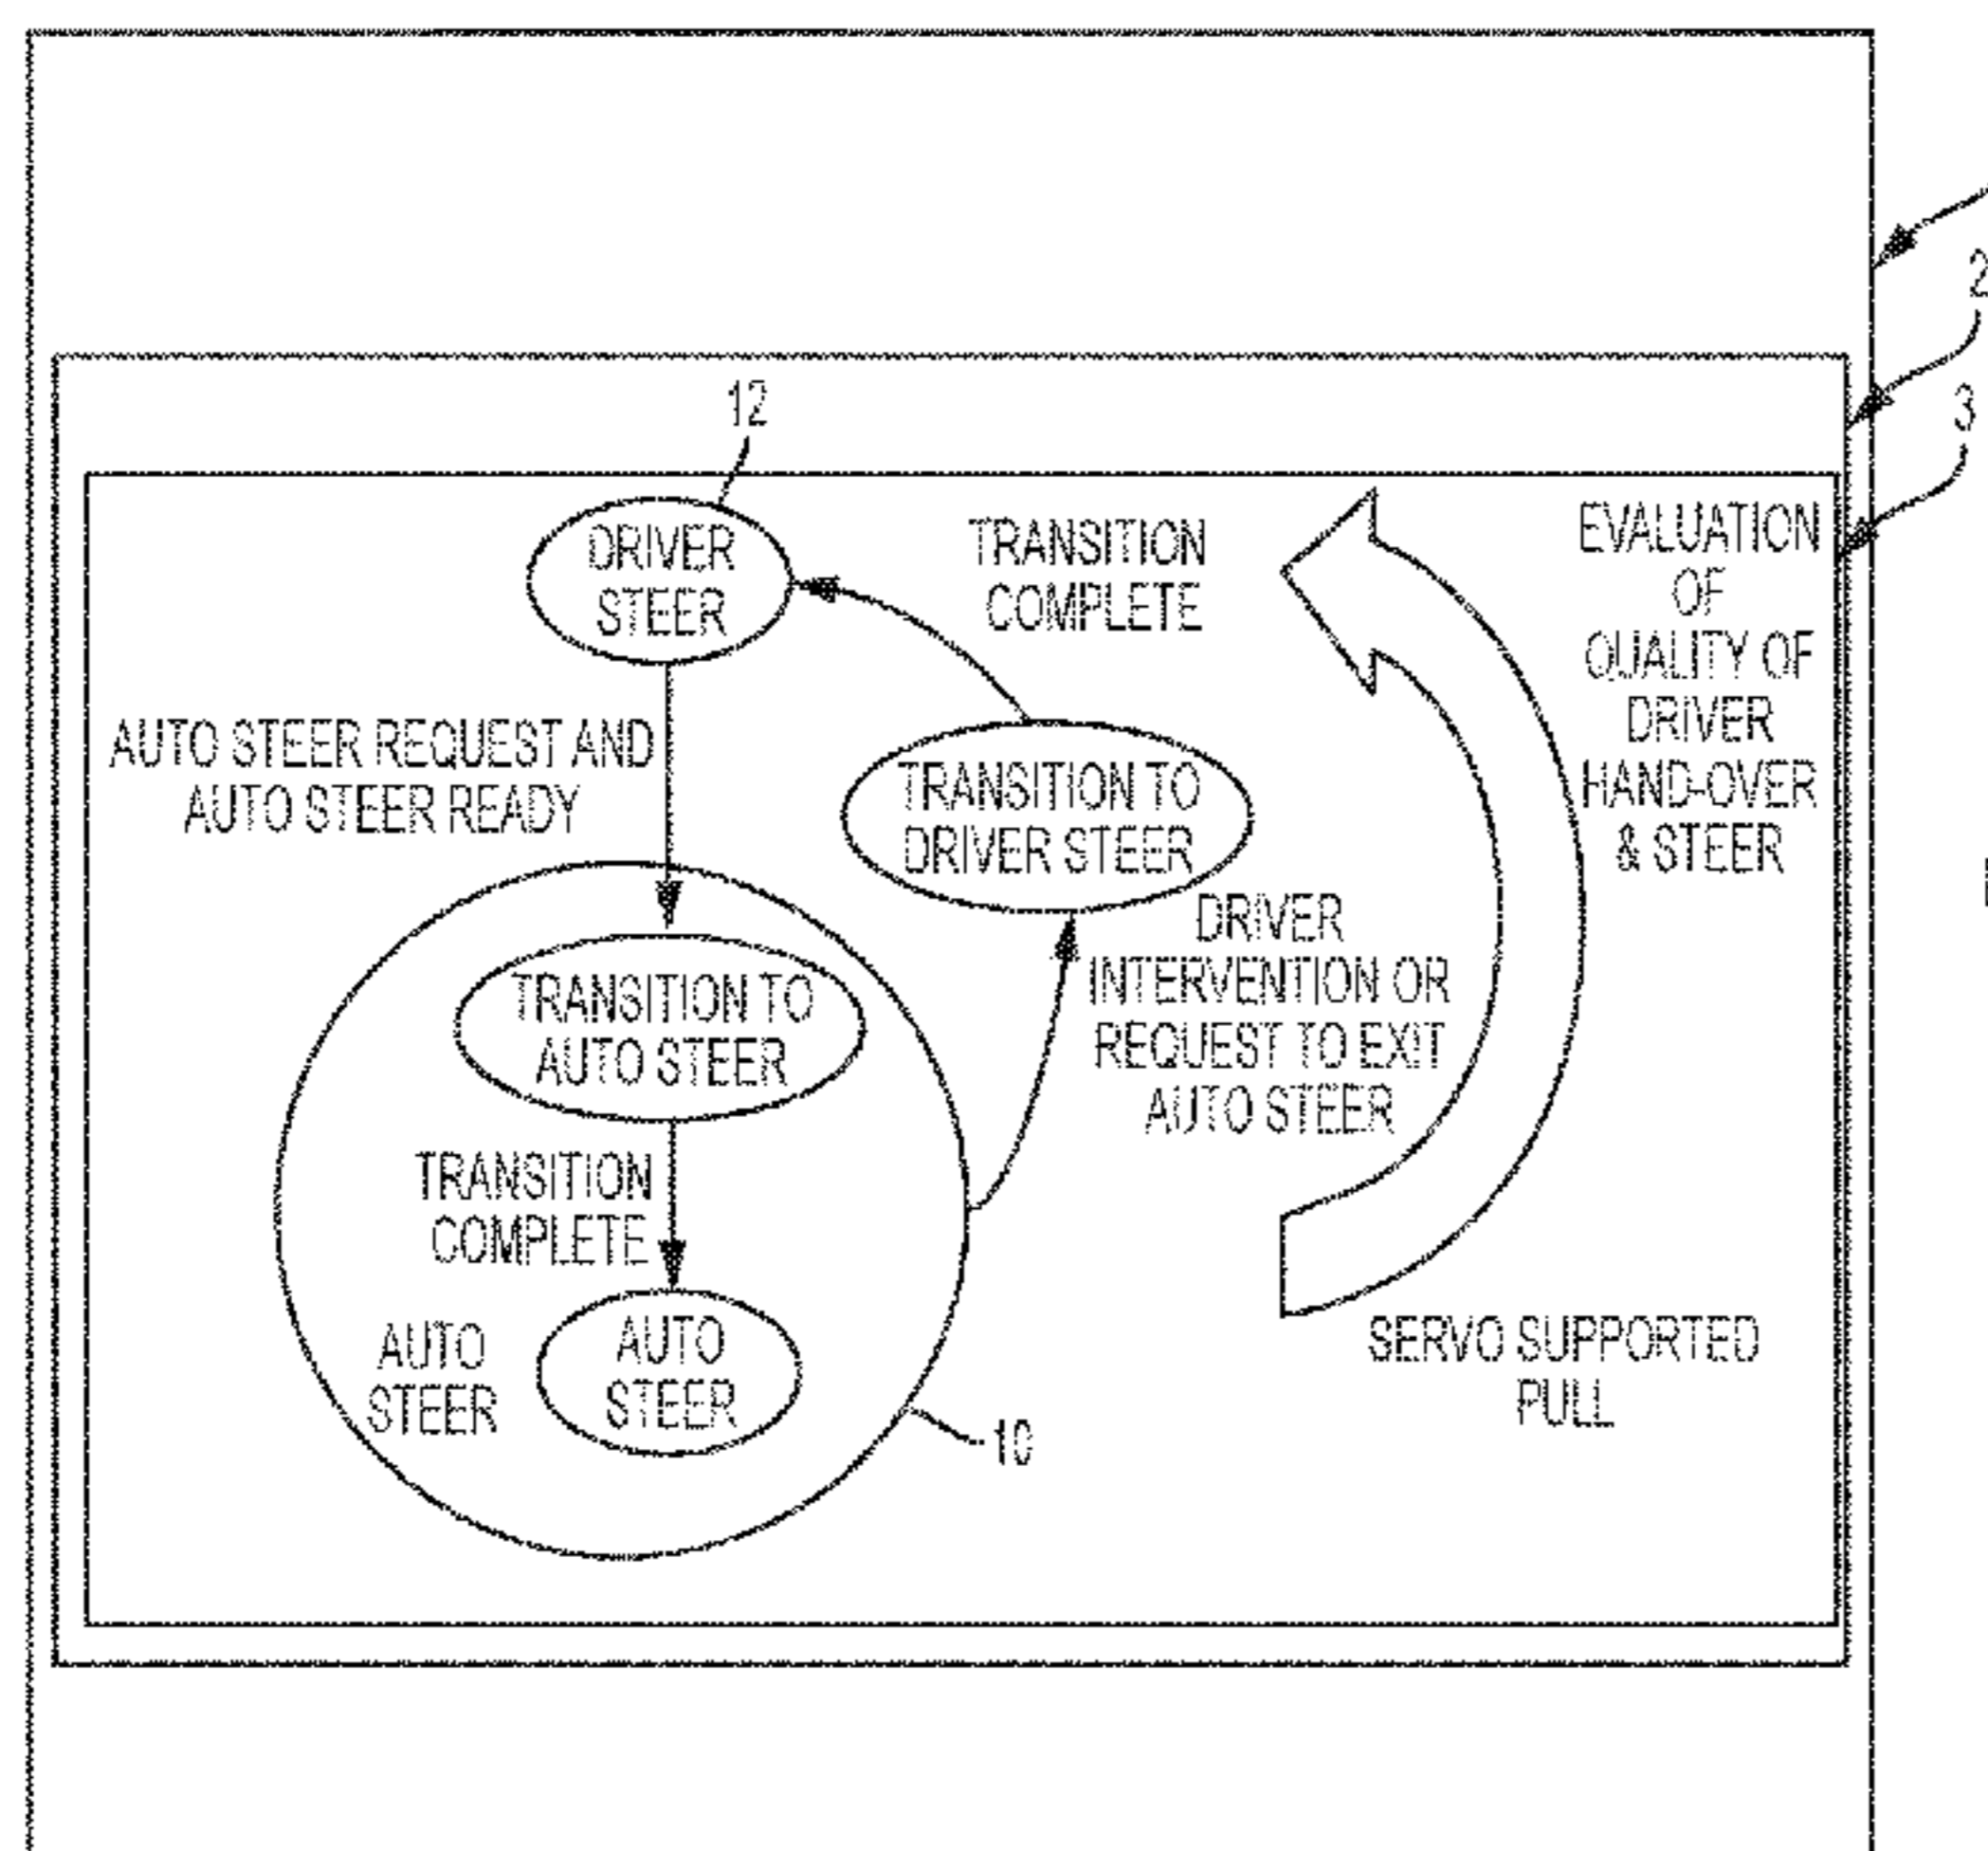 2
12
3
DRIVER
STEER
TRANSITION
COMPLETE
EVALUATION
OF
QUALITY OF
DRIVER
HAND-OVER
& STEER
AUTO STEER REQUEST AND
AUTO STEER READY
TRANSITION TO
DRIVER STEER
DRIVER
INTERVENTION OR
REQUEST TO EXIT
AUTO STEER
TRANSITION TO
AUTO STEER
TRANSITION
COMPLETE
AUTO
STEER
AUTO
STEER
10
SERVO SUPPORTED
PULL